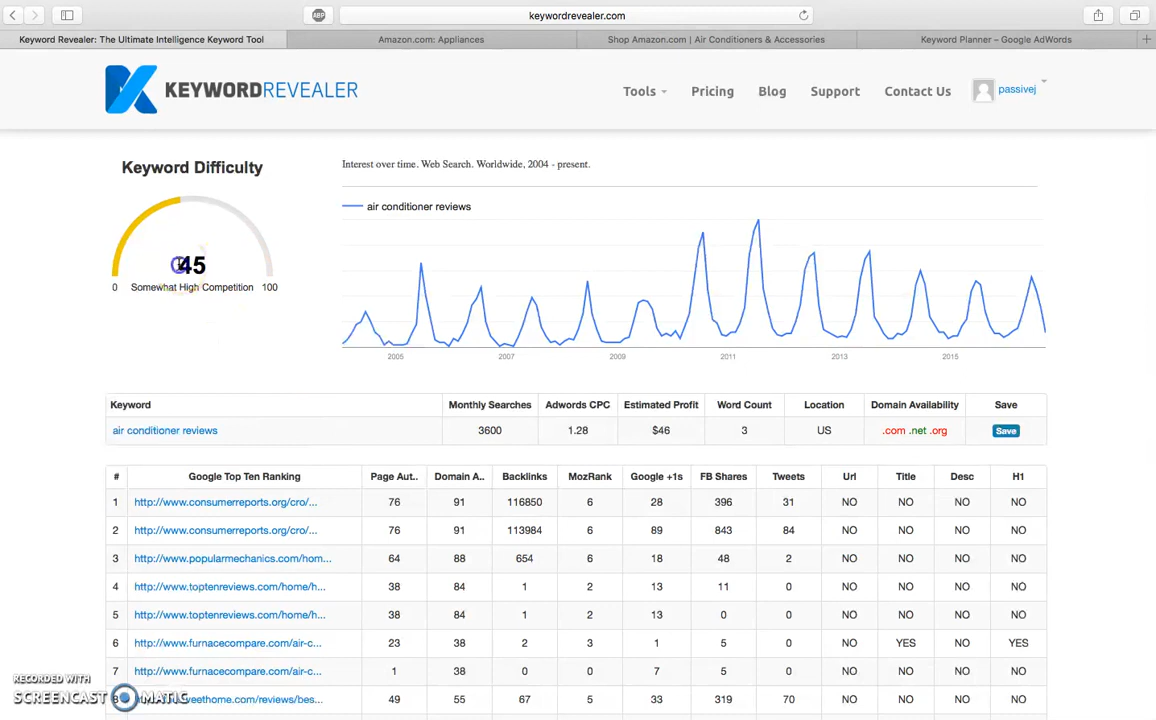 keywordrevealer.com
Keyword Revealer: The Ultimate Intelligence Keyword Tool
Amazon.com: Appliances
Shop Amazon.com | Air Conditioners & Accessories
Keyword Planner – Google AdWords
ABP
KEYWORDREVEALER
Tools
Pricing
Blog
Support
Contact Us
passivej
Keyword Difficulty
45
0 Somewhat High Competition 100
Interest over time. Web Search. Worldwide, 2004 - present.
air conditioner reviews
2005 2007 2009 2011 2013 2015
Keyword Monthly Searches Adwords CPC Estimated Profit Word Count Location Domain Availability Save
air conditioner reviews 3600 1.28 $46 3 US .com .net .org Save
# Google Top Ten Ranking Page Aut.. Domain A.. Backlinks MozRank Google +1s FB Shares Tweets Url Title Desc H1
1 http://www.consumerreports.org/cro/... 76 91 116850 6 28 396 31 NO NO NO NO
2 http://www.consumerreports.org/cro/... 76 91 113984 6 89 843 84 NO NO NO NO
3 http://www.popularmechanics.com/hom... 64 88 654 6 18 48 2 NO NO NO NO
4 http://www.toptenreviews.com/home/h... 38 84 1 2 13 11 0 NO NO NO NO
5 http://www.toptenreviews.com/home/h... 38 84 1 2 13 0 0 NO NO NO NO
6 http://www.furnacecompare.com/air-c... 23 38 2 3 1 5 0 NO YES NO YES
7 http://www.furnacecompare.com/air-c... 1 38 0 0 7 5 0 NO NO NO NO
8 eethome.com/reviews/bes... 49 55 67 5 33 319 70 NO NO NO NO
RECORDED WITH
SCREENCAST MATIC